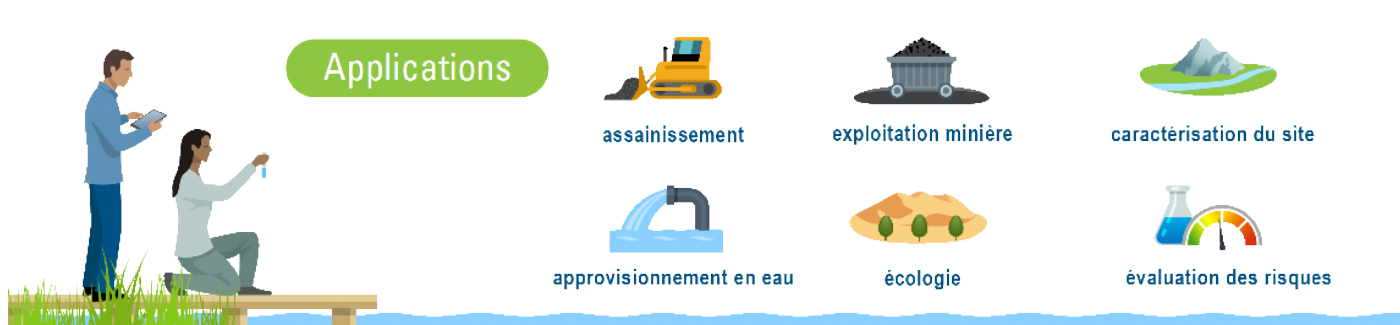 Applications
assainissement
exploitation minière
caractérisation du site
approvisionnement en eau
écologie
évaluation des risques